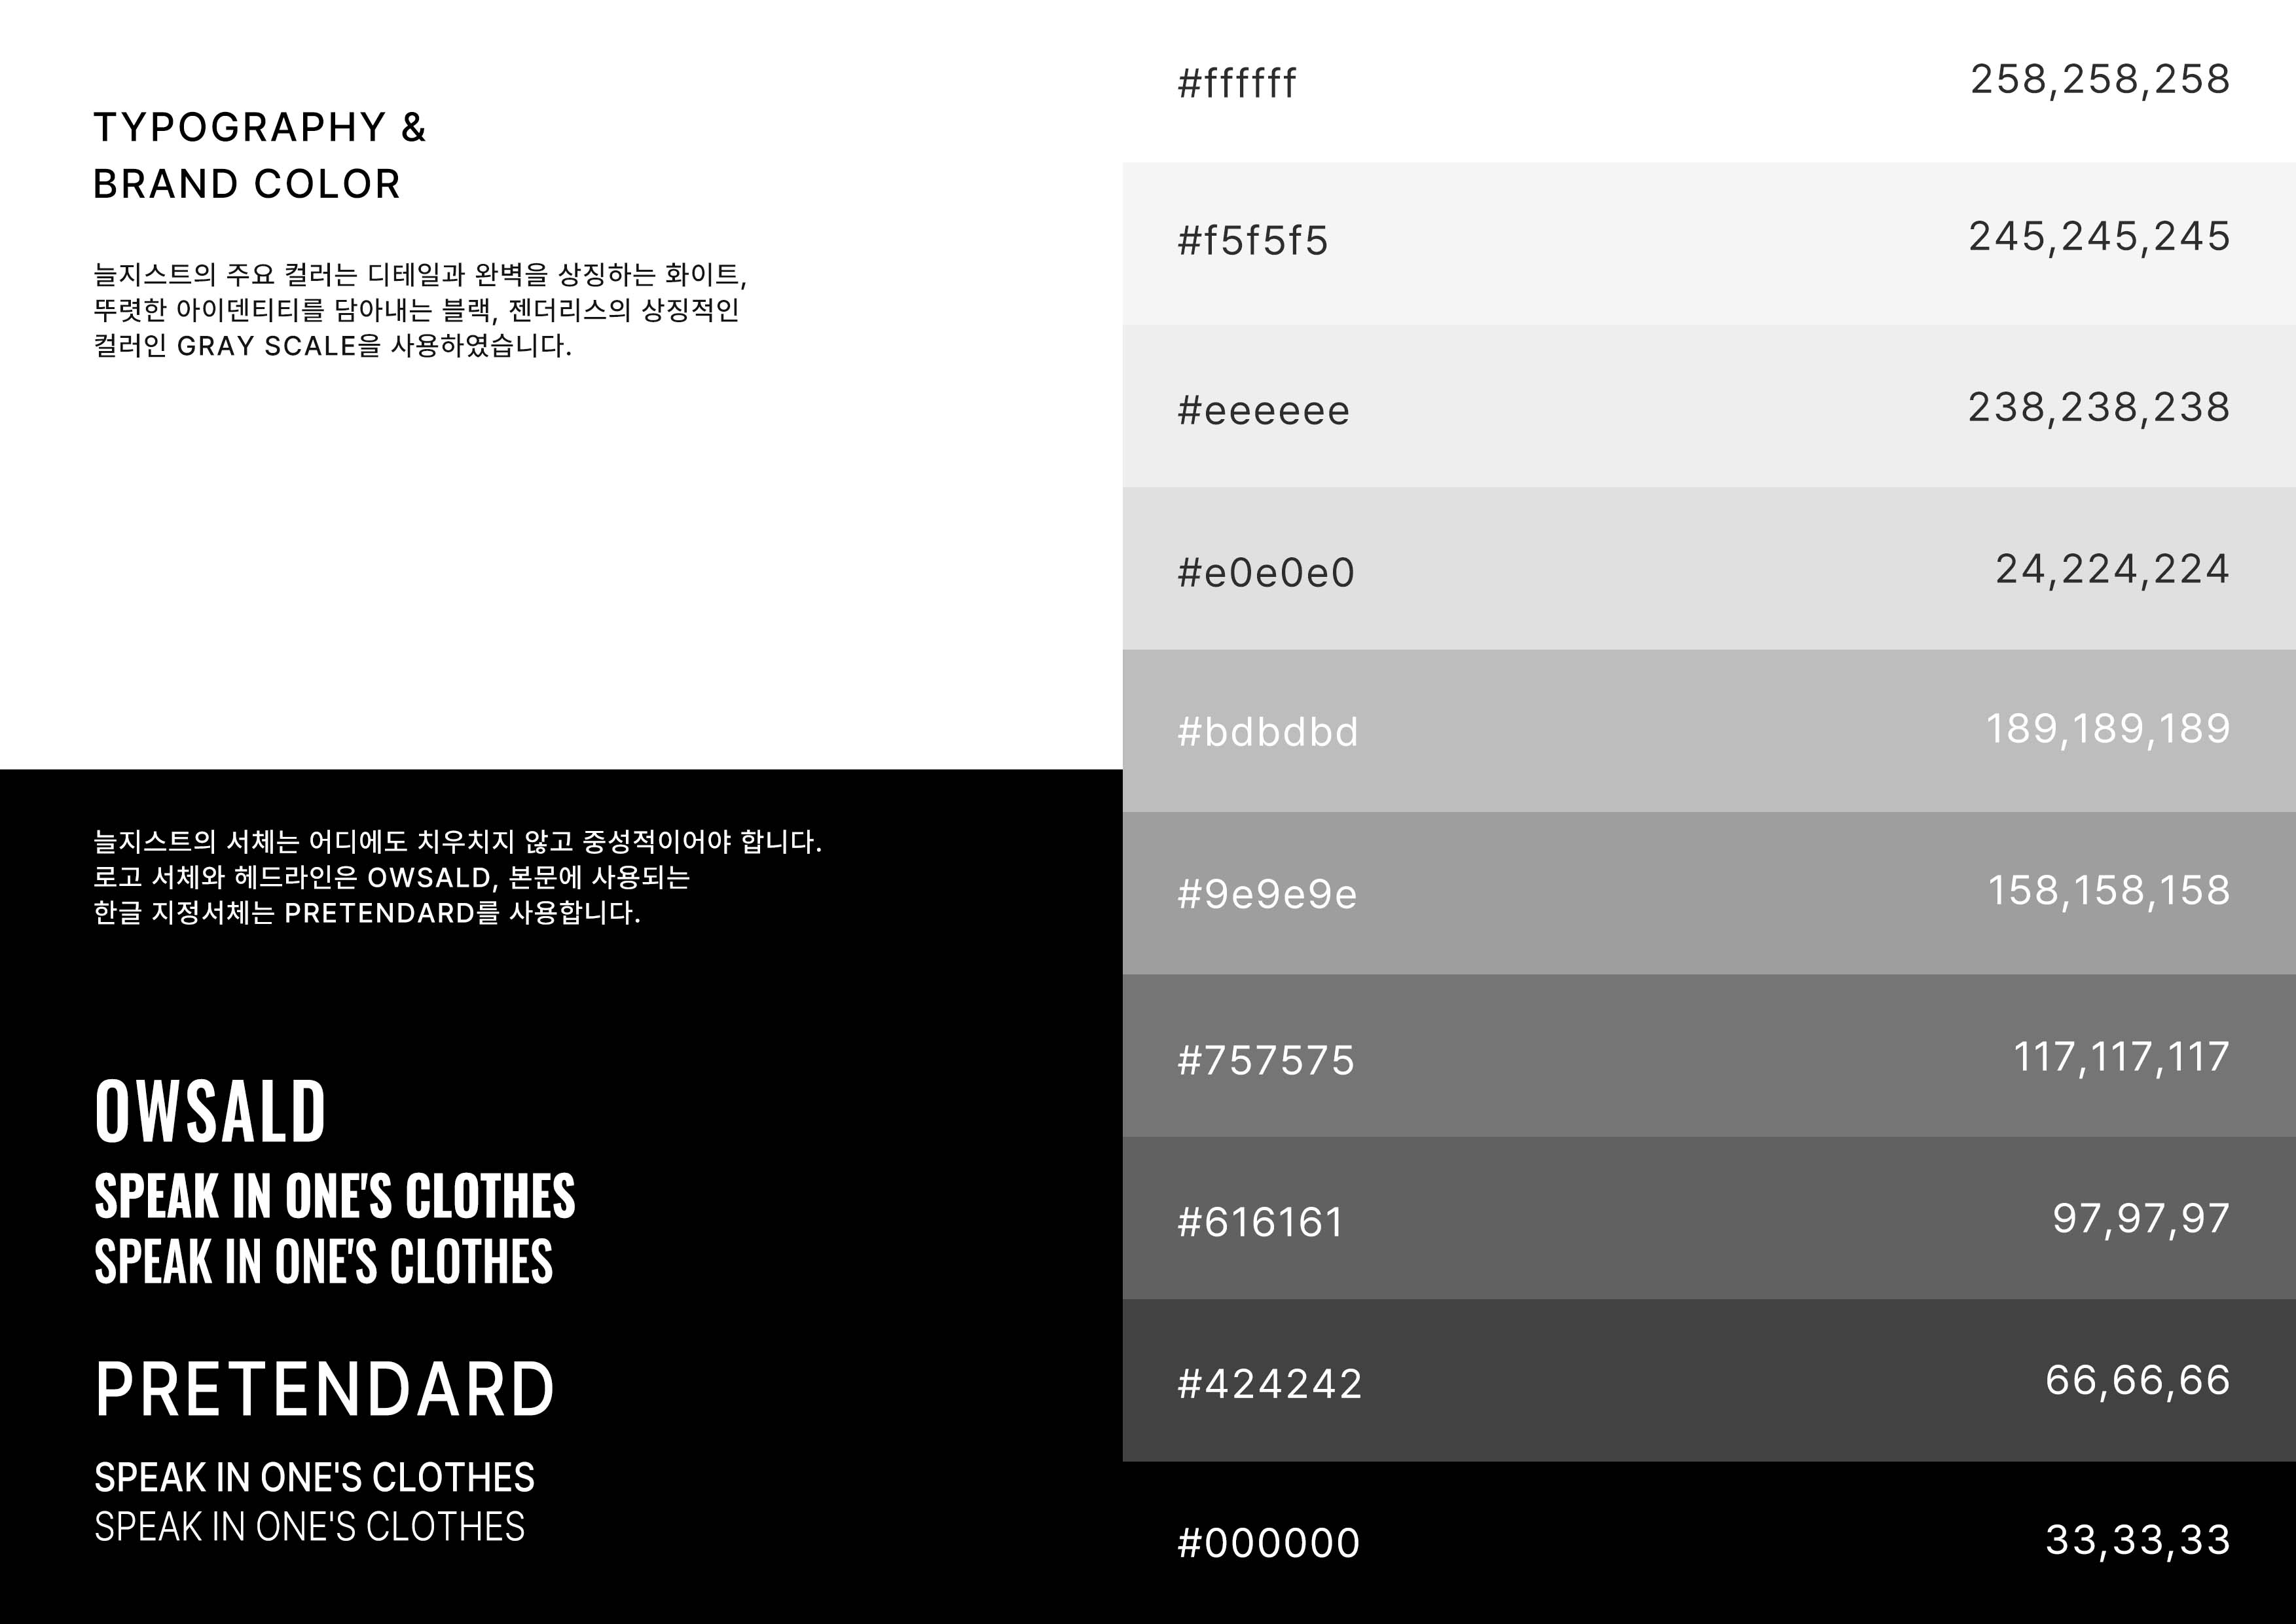 TYPOGRAPHY &
BRAND COLOR
늘지스트의 주요 컬러는 디테일과 완벽을 상징하는 화이트,
뚜렷한 아이덴티티를 담아내는 블랙, 젠더리스의 상징적인
컬러인 GRAY SCALE을 사용하였습니다.
늘지스트의 서체는 어디에도 치우치지 않고 중성적이어야 합니다.
로고 서체와 헤드라인은 OWSALD, 본문에 사용되는
한글 지정서체는 PRETENDARD를 사용합니다.
OWSALD
SPEAK IN ONE'S CLOTHES
SPEAK IN ONE'S CLOTHES
PRETENDARD
SPEAK IN ONE'S CLOTHES
SPEAK IN ONE'S CLOTHES
#ffffff 258,258,258
#f5f5f5 245,245,245
#eeeeee 238,238,238
#e0e0e0 24,224,224
#bdbdbd 189,189,189
#9e9e9e 158,158,158
#757575 117,117,117
#616161 97,97,97
#424242 66,66,66
#000000 33,33,33